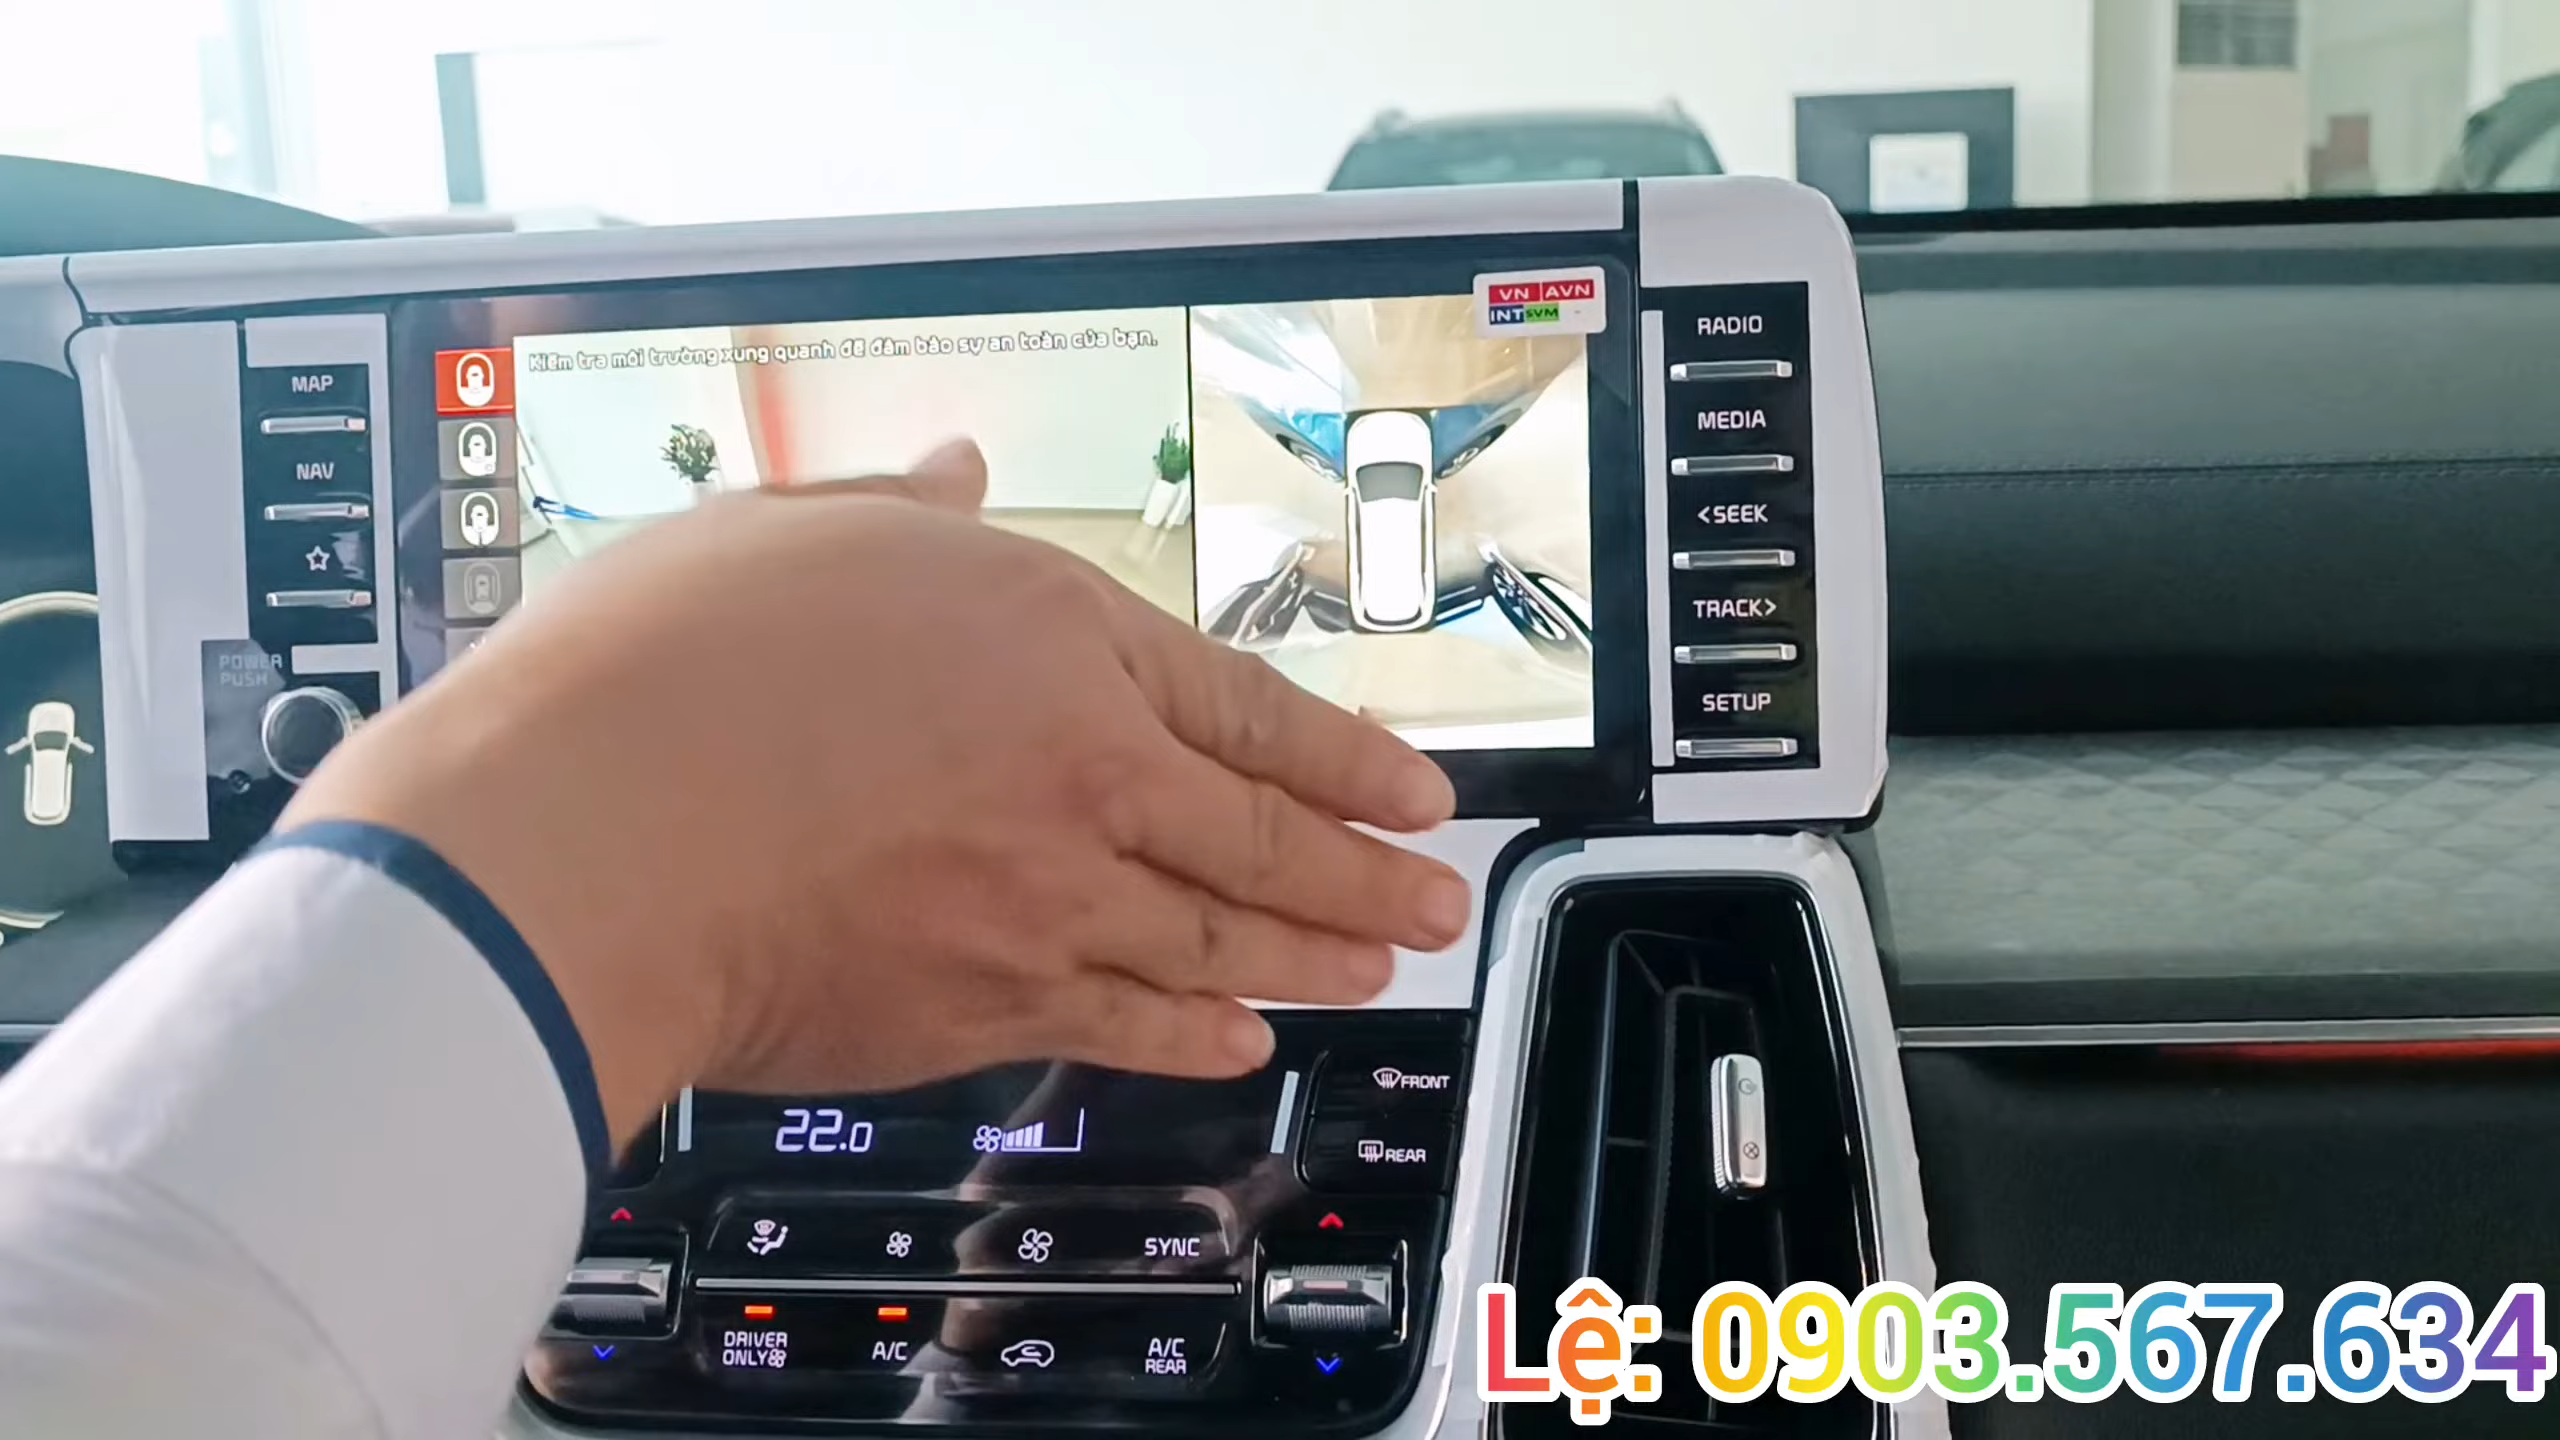 VN AVN
INT SVM
Kiểm tra môi trường xung quanh để đảm bảo sự an toàn của bạn.
MAP
NAV
POWER
PUSH
RADIO
MEDIA
<SEEK
TRACK>
SETUP
22.0
FRONT
REAR
SYNC
DRIVER
ONLY
A/C
A/C
REAR
Lệ: 0903.567.634